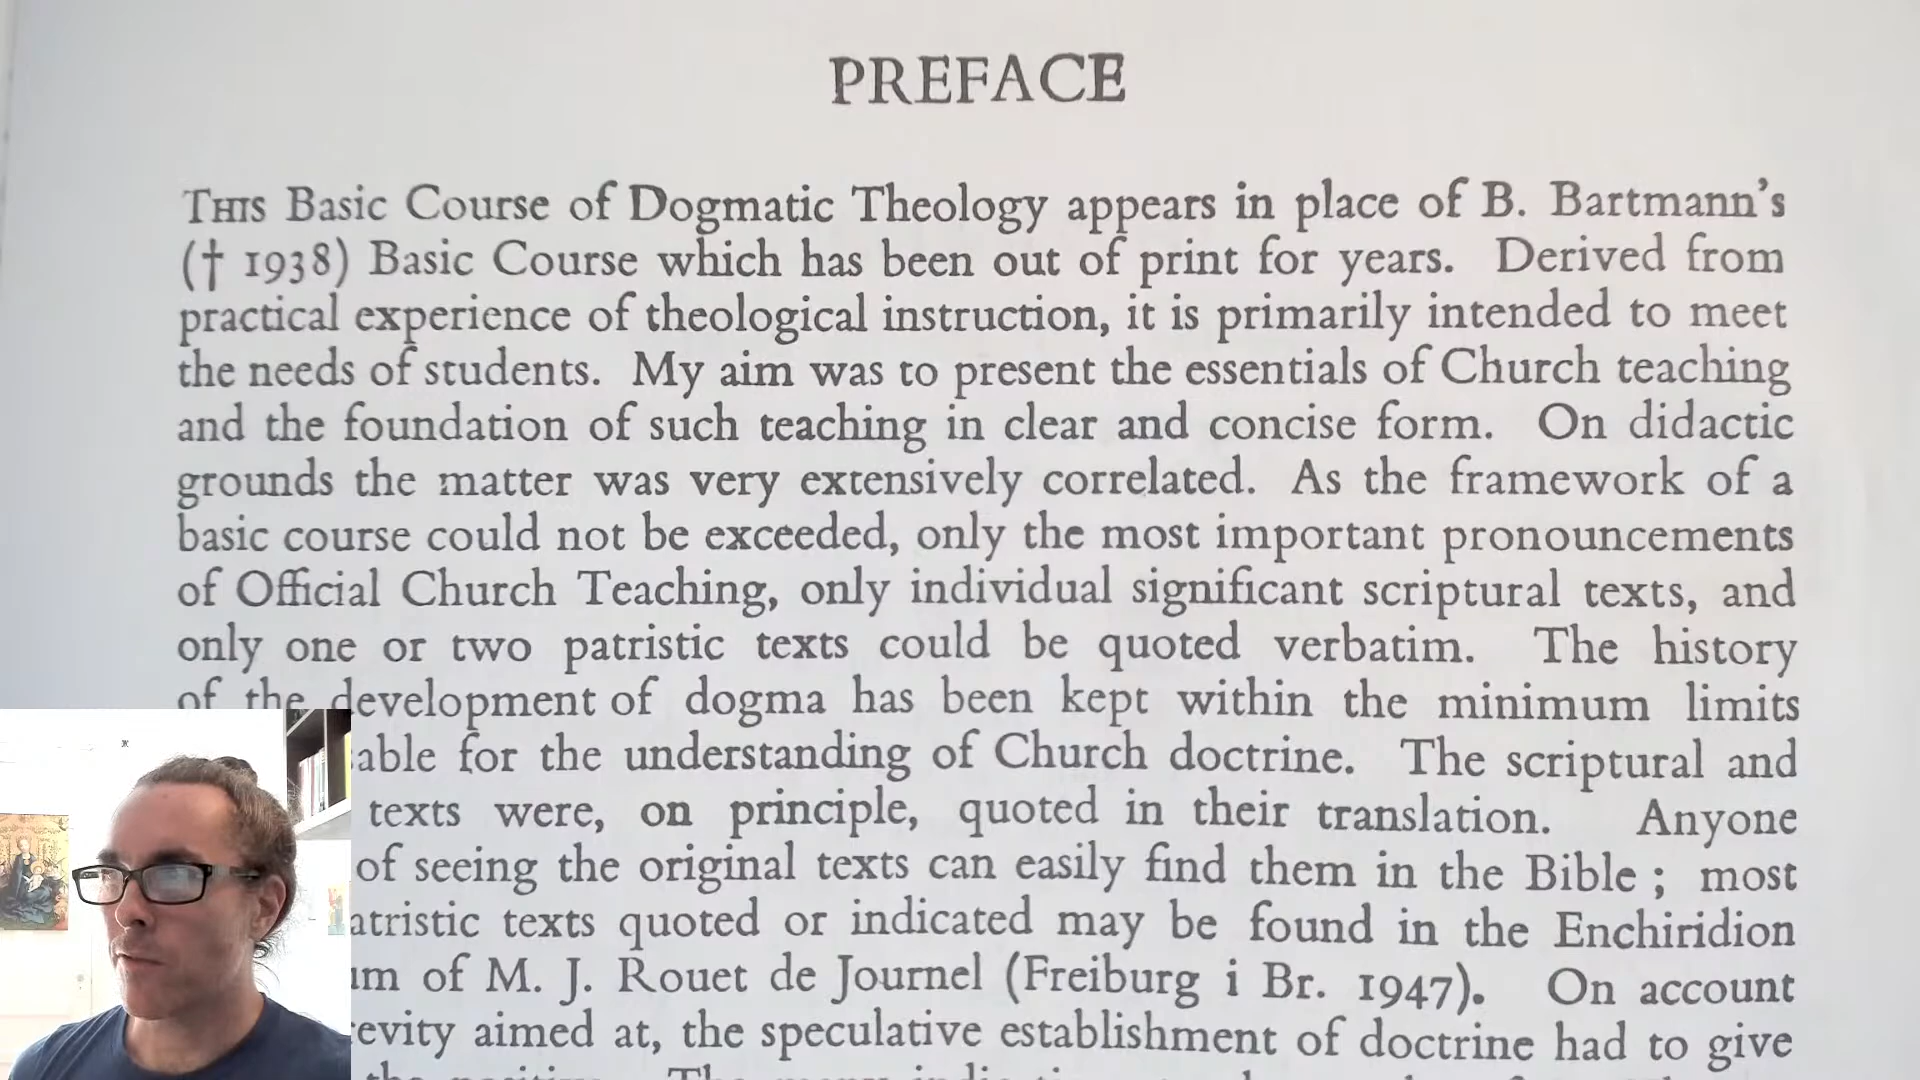 PREFACE
THIS Basic Course of Dogmatic Theology appears in place of B. Bartmann's
(† 1938) Basic Course which has been out of print for years. Derived from
practical experience of theological instruction, it is primarily intended to meet
the needs of students. My aim was to present the essentials of Church teaching
and the foundation of such teaching in clear and concise form. On didactic
grounds the matter was very extensively correlated. As the framework of a
basic course could not be exceeded, only the most important pronouncements
of Official Church Teaching, only individual significant scriptural texts, and
only one or two patristic texts could be quoted verbatim. The history
of the development of dogma has been kept within the minimum limits
able for the understanding of Church doctrine. The scriptural and
texts were, on principle, quoted in their translation. Anyone
of seeing the original texts can easily find them in the Bible ; most
atristic texts quoted or indicated may be found in the Enchiridion
um of M. J. Rouet de Journel (Freiburg i Br. 1947). On account
revity aimed at, the speculative establishment of doctrine had to give